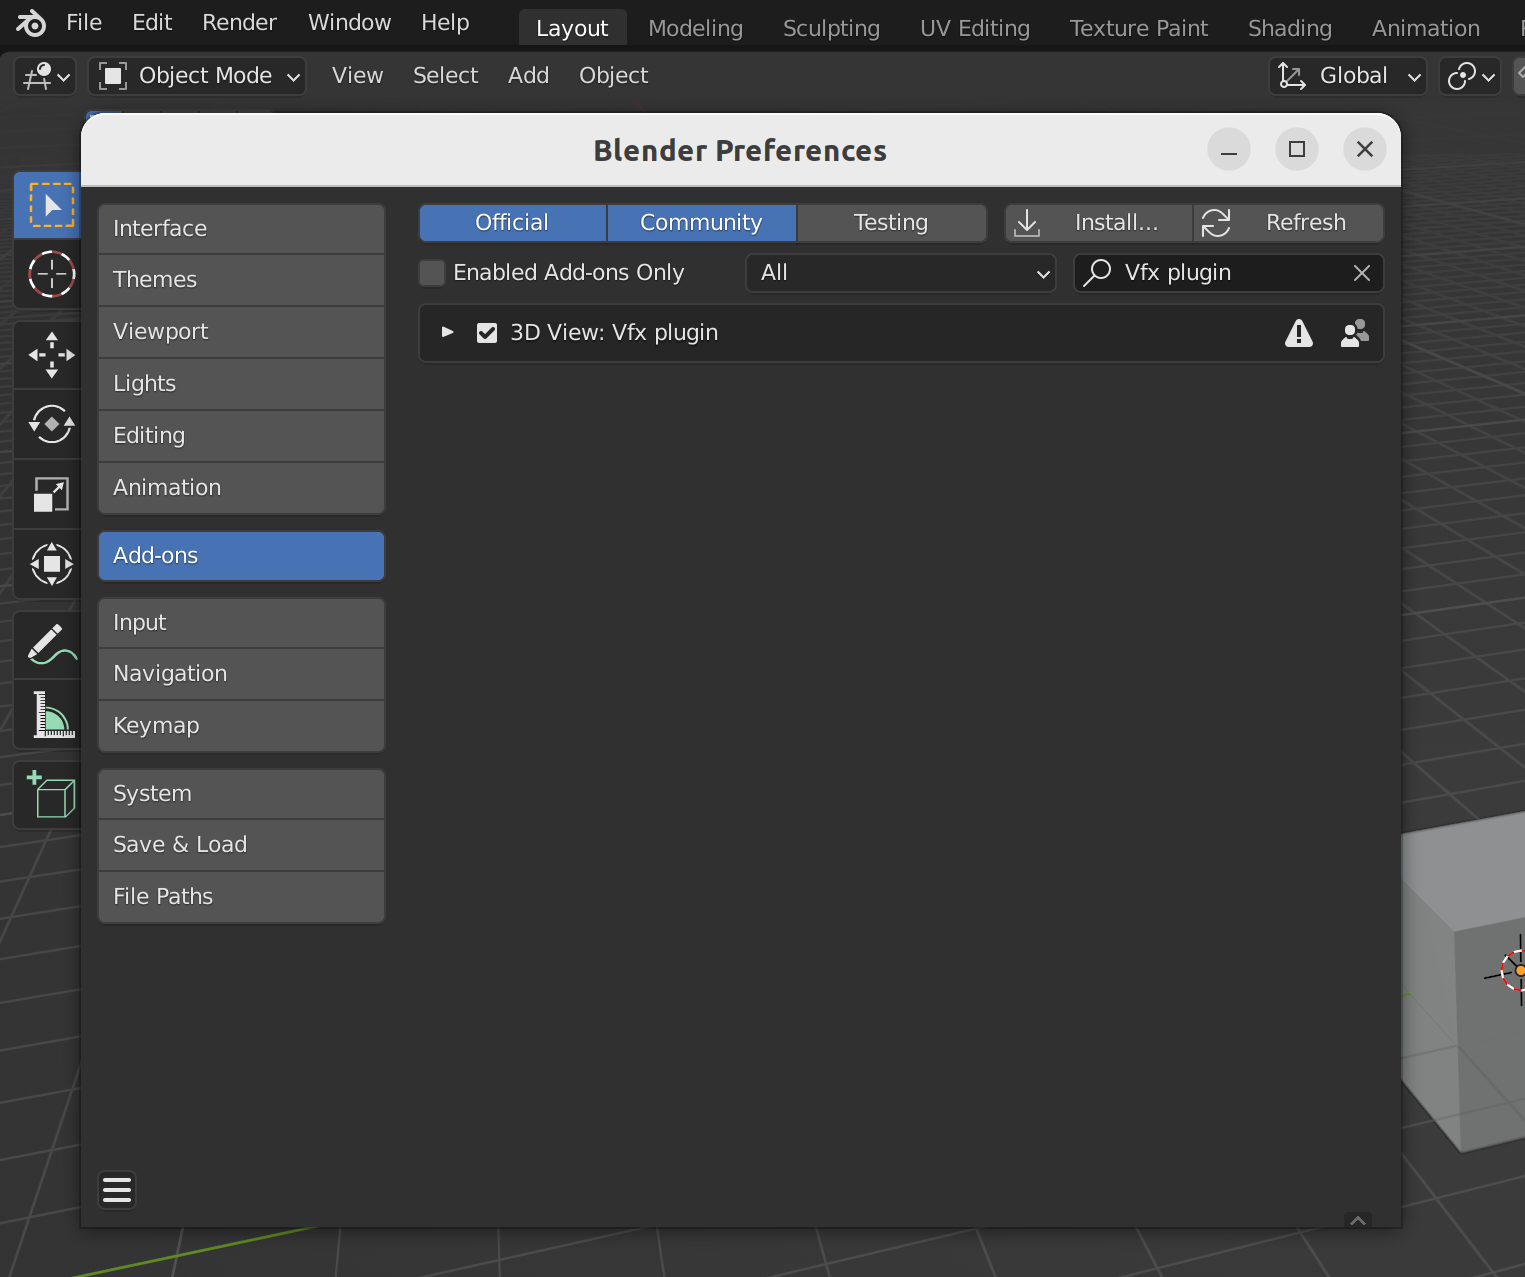 File Edit Render Window Help Layout Modeling Sculpting UV Editing Texture Paint Shading Animation
Object Mode View Select Add Object Global
Blender Preferences
Interface
Themes
Viewport
Lights
Editing
Animation
Add-ons
Input
Navigation
Keymap
System
Save & Load
File Paths
Official Community Testing Install... Refresh
Enabled Add-ons Only All Vfx plugin
3D View: Vfx plugin